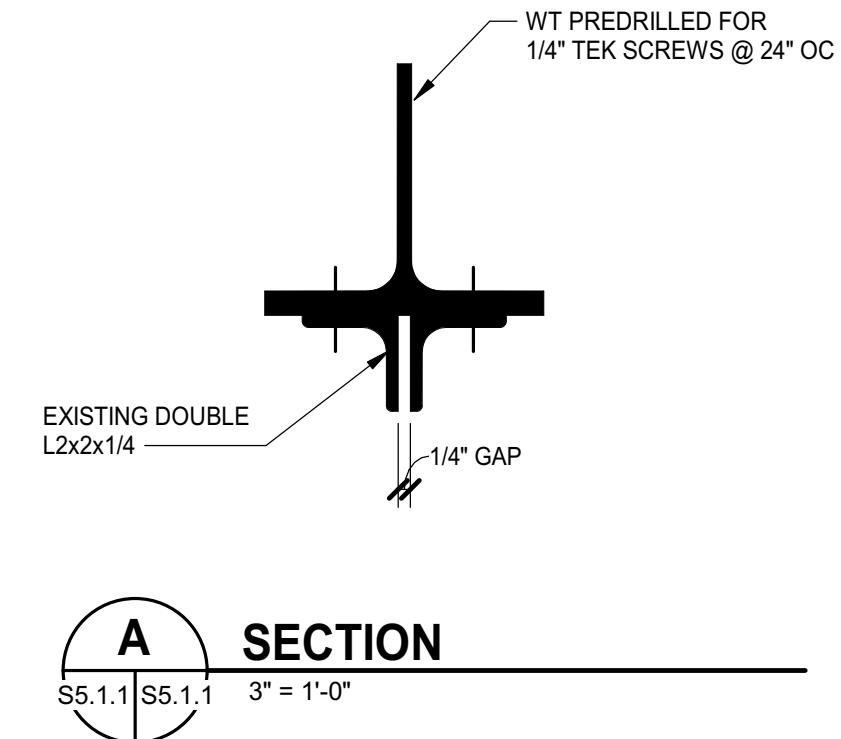 WT PREDRILLED FOR
1/4" TEK SCREWS @ 24" OC
EXISTING DOUBLE
L2x2x1/4
1/4" GAP
A
SECTION
S5.1.1 S5.1.1
3" = 1'-0"